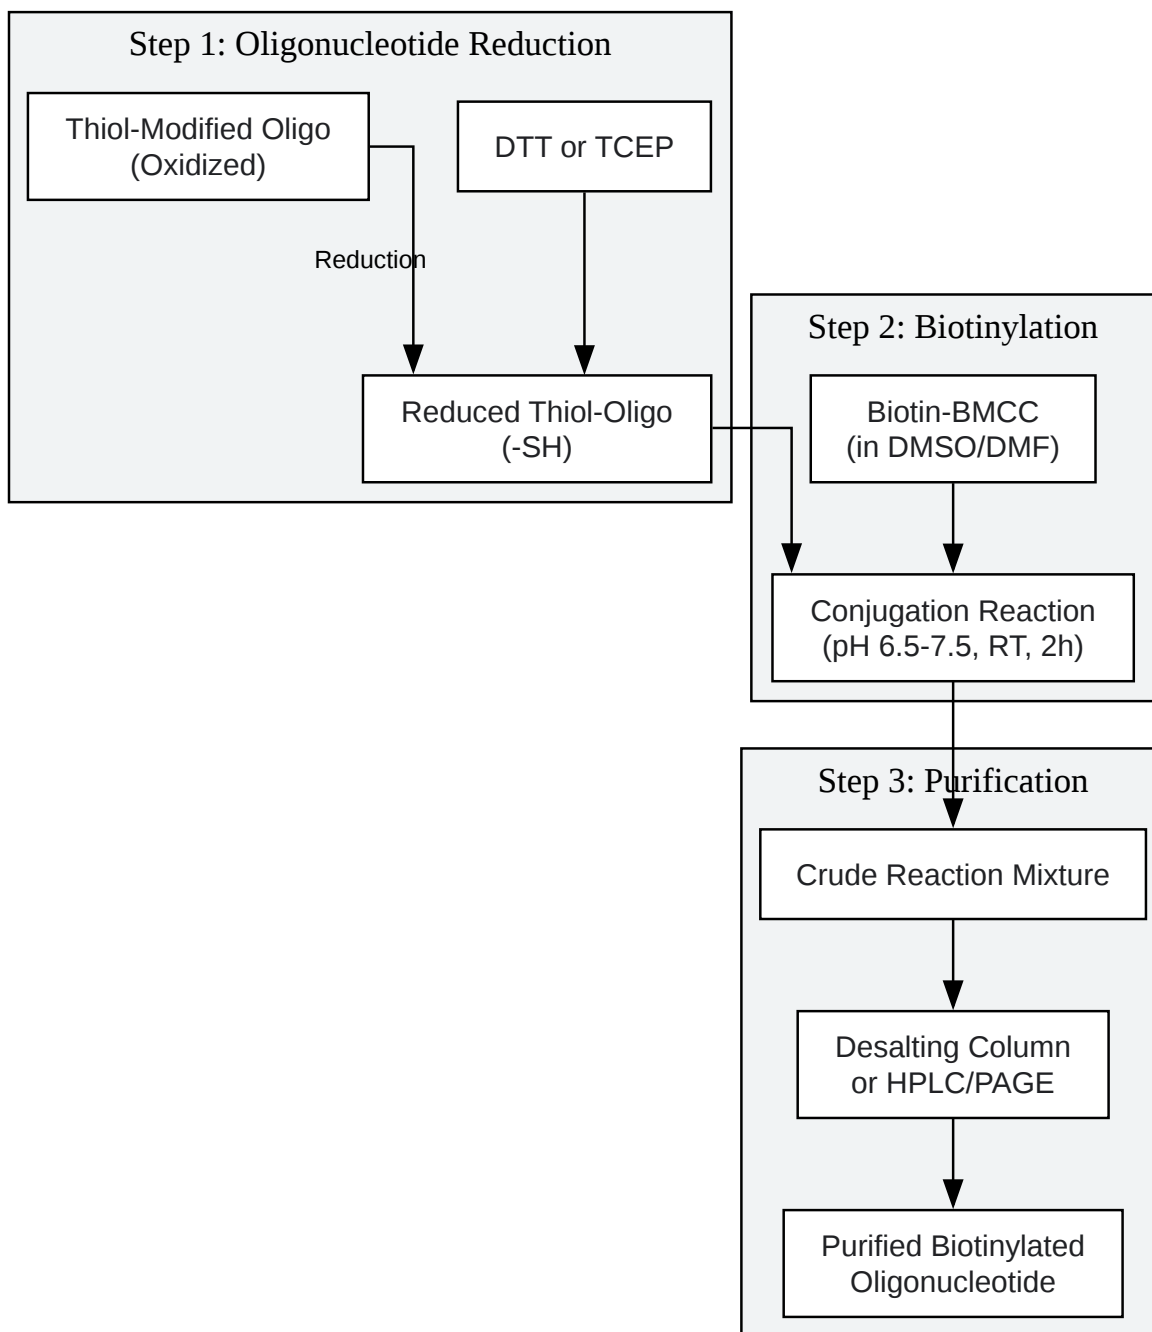 Step 1: Oligonucleotide Reduction
Thiol-Modified Oligo
(Oxidized)
DTT or TCEP
Reduction
Reduced Thiol-Oligo
(-SH)
Step 2: Biotinylation
Biotin-BMCC
(in DMSO/DMF)
Conjugation Reaction
(pH 6.5-7.5, RT, 2h)
Step 3: Purification
Crude Reaction Mixture
Desalting Column
or HPLC/PAGE
Purified Biotinylated
Oligonucleotide